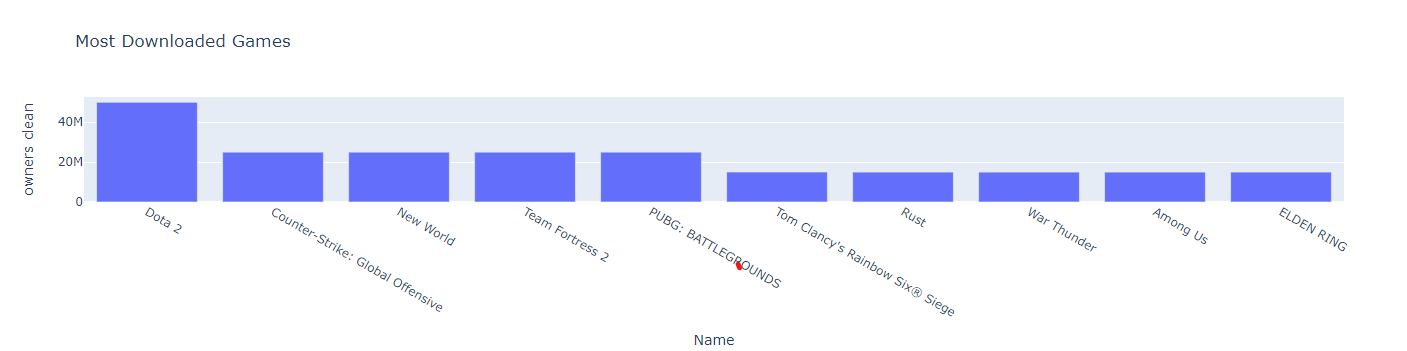 Most Downloaded Games
owners clean
40M
20M
0
Dota 2
Counter-Strike: Global Offensive
New World
Team Fortress 2
PUBG: BATTLEGROUNDS
Tom Clancy's Rainbow Six® Siege
Rust
War Thunder
Among Us
ELDEN RING
Name